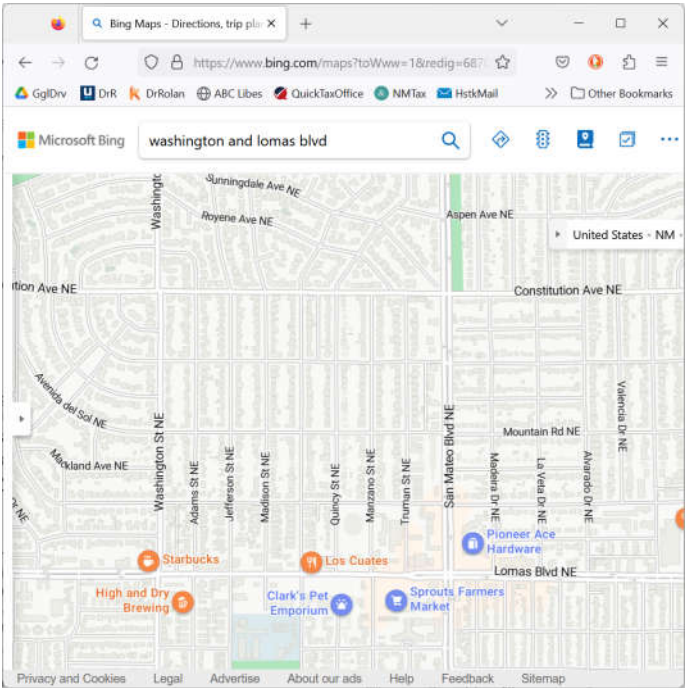 Bing Maps - Directions, trip plan
https://www.bing.com/maps?toWww=1&redig=687
GglDrv DrR DrRolan ABC Libes QuickTaxOffice NMTax HstkMail Other Bookmarks
Microsoft Bing
washington and lomas blvd
Sunningdale Ave NE
Royene Ave NE
Washingto
Aspen Ave NE
United States · NM ·
tion Ave NE
Constitution Ave NE
Avenida del Sol NE
Valencia Dr NE
Mackland Ave NE
Mountain Rd NE
Washington St NE
Adams St NE
Jefferson St NE
Madison St NE
Quincy St NE
Manzano St NE
Truman St NE
San Mateo Blvd NE
Madeira Dr NE
La Veta Dr NE
Alvarado Dr NE
Pioneer Ace
Hardware
Starbucks
Los Cuates
Lomas Blvd NE
High and Dry
Brewing
Clark's Pet
Emporium
Sprouts Farmers
Market
Privacy and Cookies Legal Advertise About our ads Help Feedback Sitemap